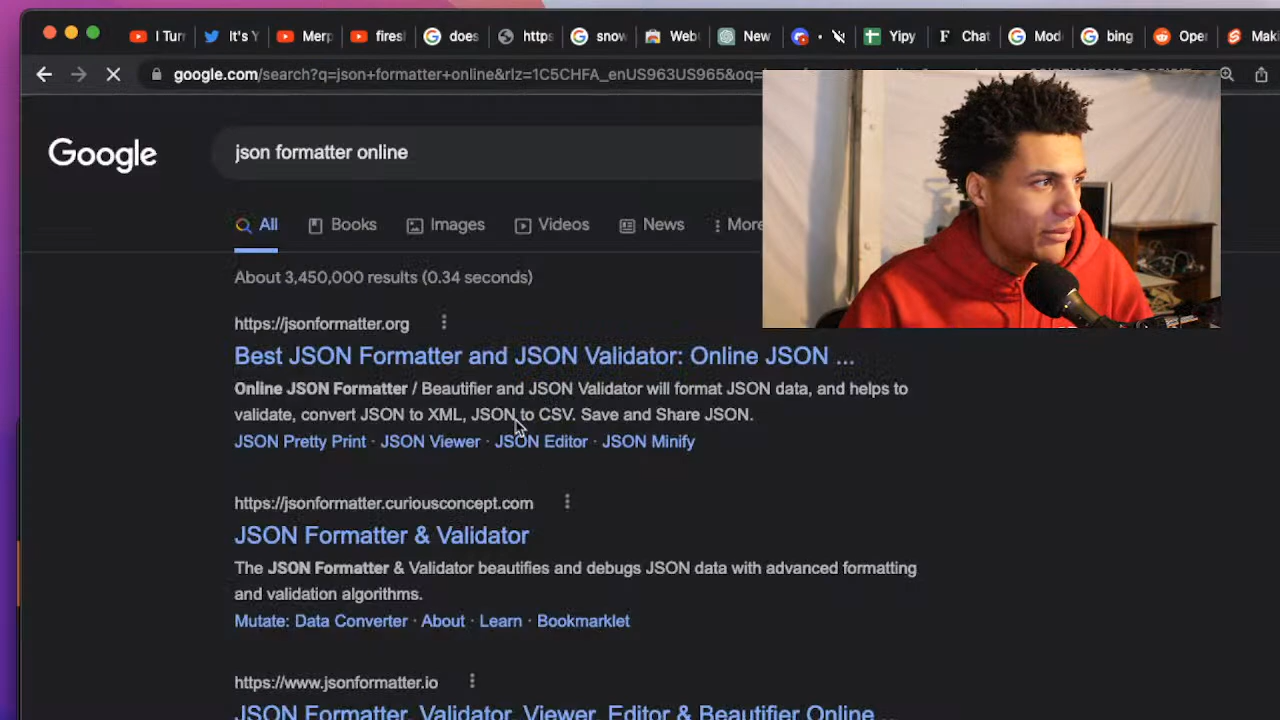 I Turr
It's Y
Merp
firesl
does
https
snow
Webt
New
Yipy
Chat
Mod
bing
Oper
Maki
google.com/search?q=json+formatter+online&rlz=1C5CHFA_enUS963US965&oq=
Google
json formatter online
All
Books
Images
Videos
News
More
About 3,450,000 results (0.34 seconds)
https://jsonformatter.org
Best JSON Formatter and JSON Validator: Online JSON ...
Online JSON Formatter / Beautifier and JSON Validator will format JSON data, and helps to
validate, convert JSON to XML, JSON to CSV. Save and Share JSON.
JSON Pretty Print · JSON Viewer · JSON Editor · JSON Minify
https://jsonformatter.curiousconcept.com
JSON Formatter & Validator
The JSON Formatter & Validator beautifies and debugs JSON data with advanced formatting
and validation algorithms.
Mutate: Data Converter · About · Learn · Bookmarklet
https://www.jsonformatter.io
JSON Formatter, Validator, Viewer, Editor & Beautifier Online ...